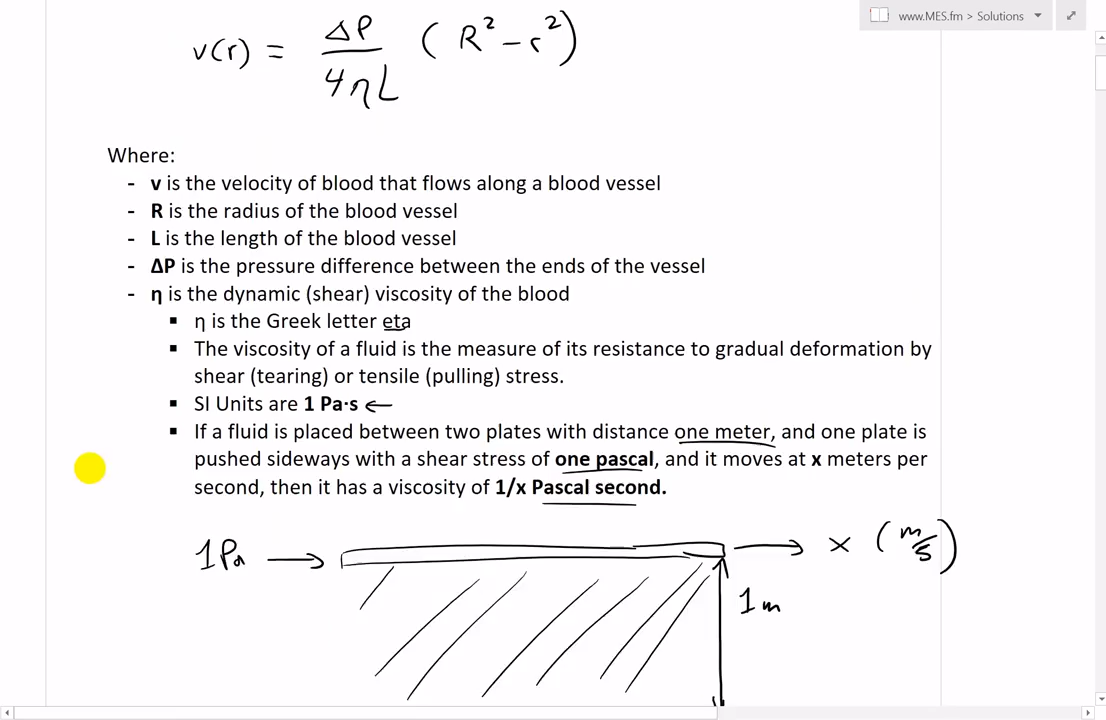 www.MES.fm > Solutions
v(r) = ΔP / 4ηL (R² - r²)
Where:
- v is the velocity of blood that flows along a blood vessel
- R is the radius of the blood vessel
- L is the length of the blood vessel
- ΔP is the pressure difference between the ends of the vessel
- η is the dynamic (shear) viscosity of the blood
▪ η is the Greek letter eta
▪ The viscosity of a fluid is the measure of its resistance to gradual deformation by
shear (tearing) or tensile (pulling) stress.
▪ SI Units are 1 Pa·s ←
▪ If a fluid is placed between two plates with distance one meter, and one plate is
pushed sideways with a shear stress of one pascal, and it moves at x meters per
second, then it has a viscosity of 1/x Pascal second.
1Pa → → x (m/s)
1m